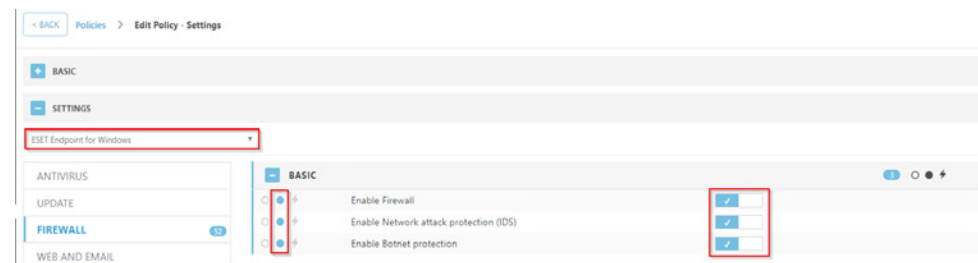 < BACK Policies > Edit Policy - Settings
BASIC
SETTINGS
ESET Endpoint for Windows
ANTIVIRUS
UPDATE
FIREWALL 52
WEB AND EMAIL
BASIC 3
Enable Firewall
Enable Network attack protection (IDS)
Enable Botnet protection